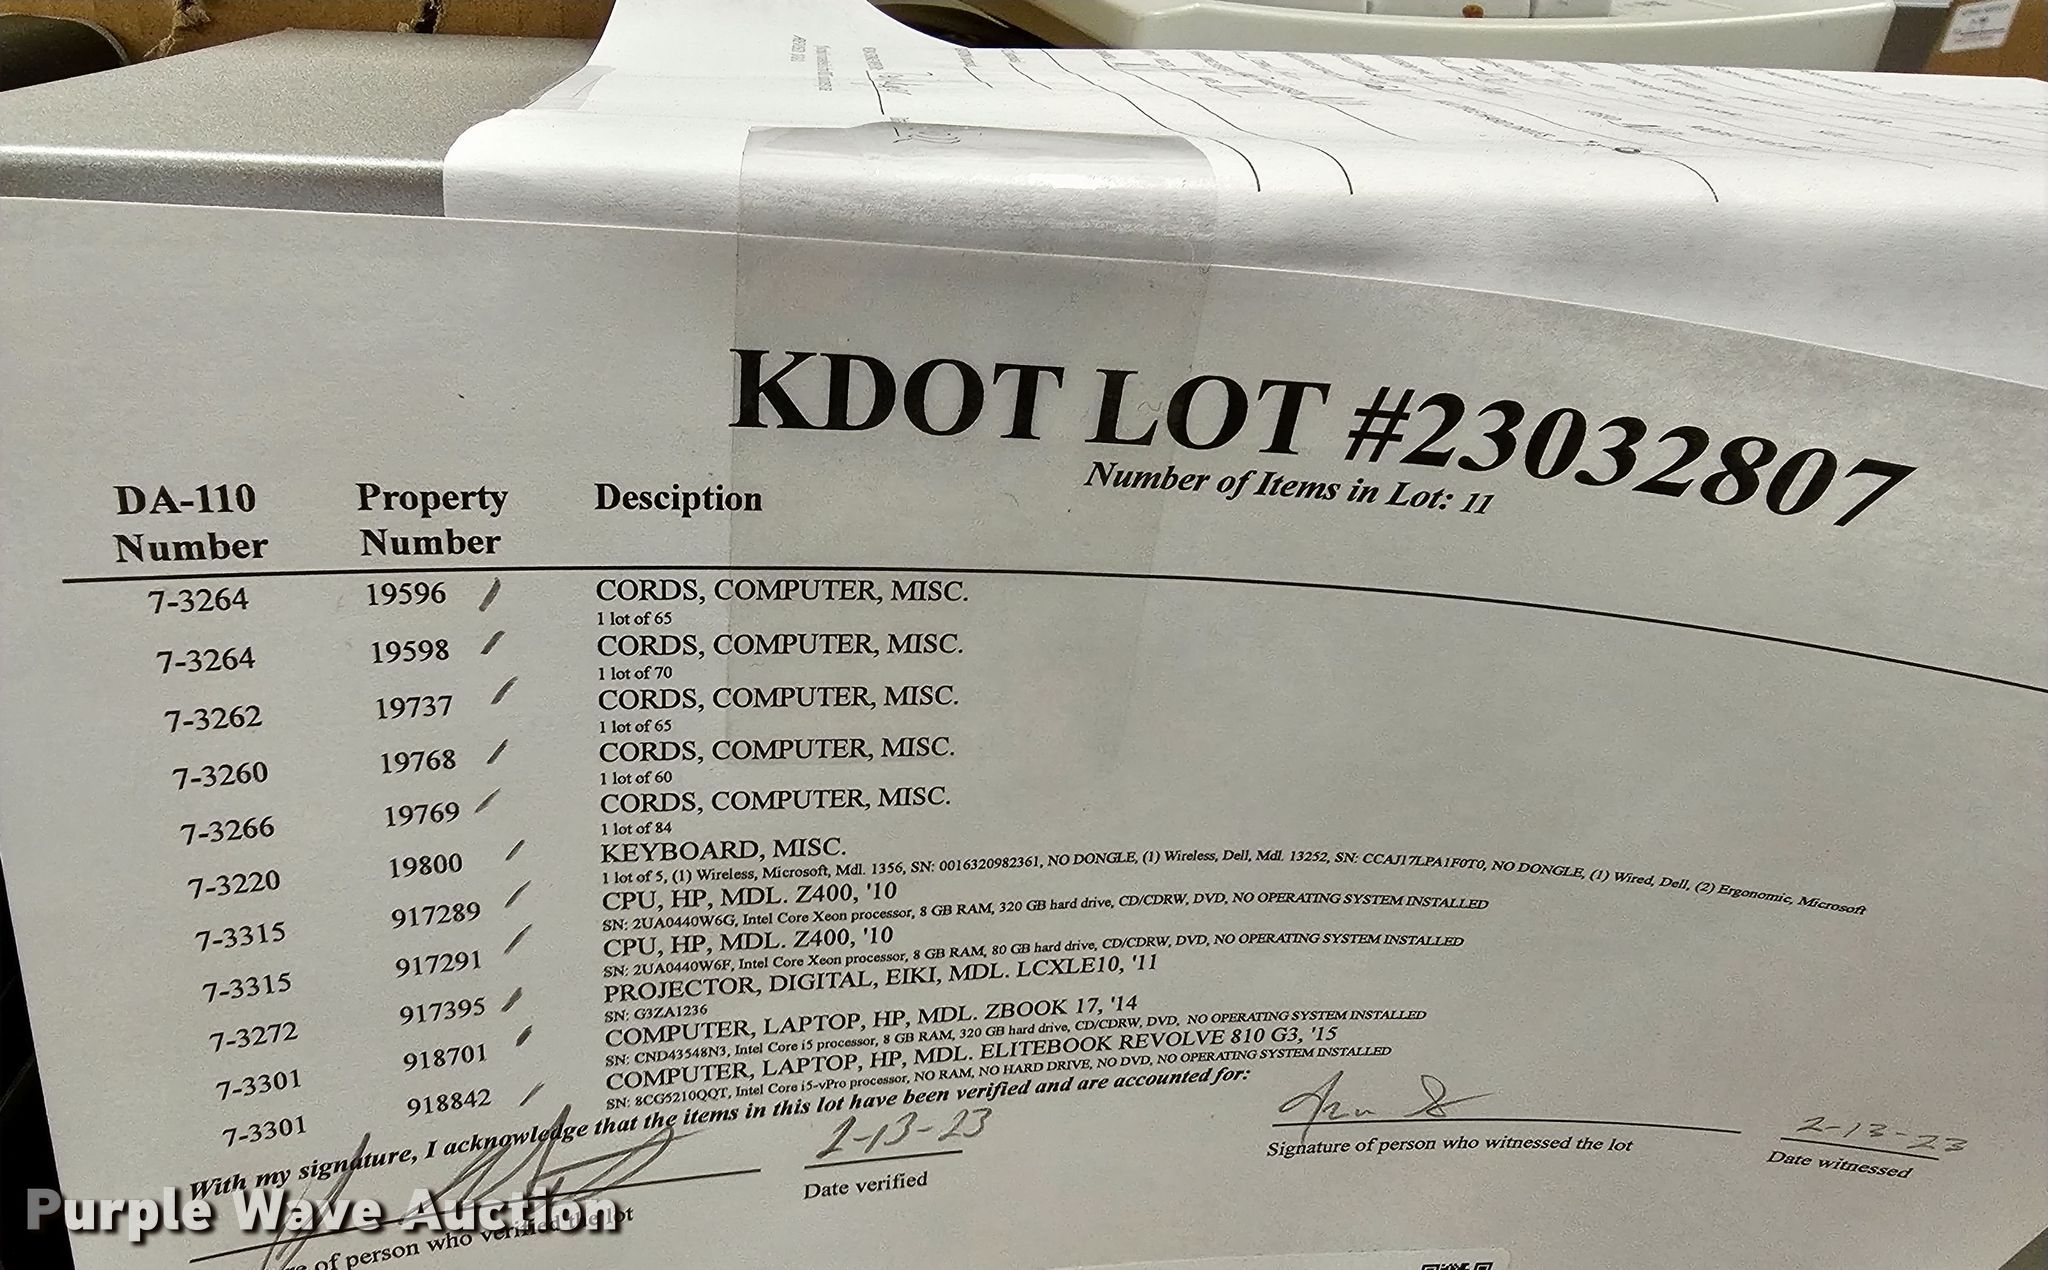 KDOT LOT #23032807
Number of Items in Lot: 11
DA-110 Property Desciption
Number Number
7-3264 19596 CORDS, COMPUTER, MISC.
1 lot of 65
7-3264 19598 CORDS, COMPUTER, MISC.
1 lot of 70
7-3262 19737 CORDS, COMPUTER, MISC.
1 lot of 65
7-3260 19768 CORDS, COMPUTER, MISC.
1 lot of 60
7-3266 19769 CORDS, COMPUTER, MISC.
1 lot of 84
7-3220 19800 KEYBOARD, MISC.
1 lot of 5, (1) Wireless, Microsoft, Mdl. 1356, SN: 0016320982361, NO DONGLE, (1) Wireless, Dell, Mdl. 13252, SN: CCAJ17LPA1F0T0, NO DONGLE, (1) Wired, Dell, (2) Ergonomic, Microsoft
7-3315 917289 CPU, HP, MDL. Z400, '10
SN: 2UA0440W6G, Intel Core Xeon processor, 8 GB RAM, 320 GB hard drive, CD/CDRW, DVD, NO OPERATING SYSTEM INSTALLED
7-3315 917291 CPU, HP, MDL. Z400, '10
SN: 2UA0440W6F, Intel Core Xeon processor, 8 GB RAM, 80 GB hard drive, CD/CDRW, DVD, NO OPERATING SYSTEM INSTALLED
7-3272 917395 PROJECTOR, DIGITAL, EIKI, MDL. LCXLE10, '11
SN: G3ZA1236
7-3301 918701 COMPUTER, LAPTOP, HP, MDL. ZBOOK 17, '14
SN: CND43548N3, Intel Core i5 processor, 8 GB RAM, 320 GB hard drive, CD/CDRW, DVD, NO OPERATING SYSTEM INSTALLED
7-3301 918842 COMPUTER, LAPTOP, HP, MDL. ELITEBOOK REVOLVE 810 G3, '15
SN: 8CG5210QQT, Intel Core i5-vPro processor, NO RAM, NO HARD DRIVE, NO DVD, NO OPERATING SYSTEM INSTALLED
With my signature, I acknowledge that the items in this lot have been verified and are accounted for:
2-13-23 2-13-23
of person who verified the lot Date verified Signature of person who witnessed the lot Date witnessed
Purple Wave Auction